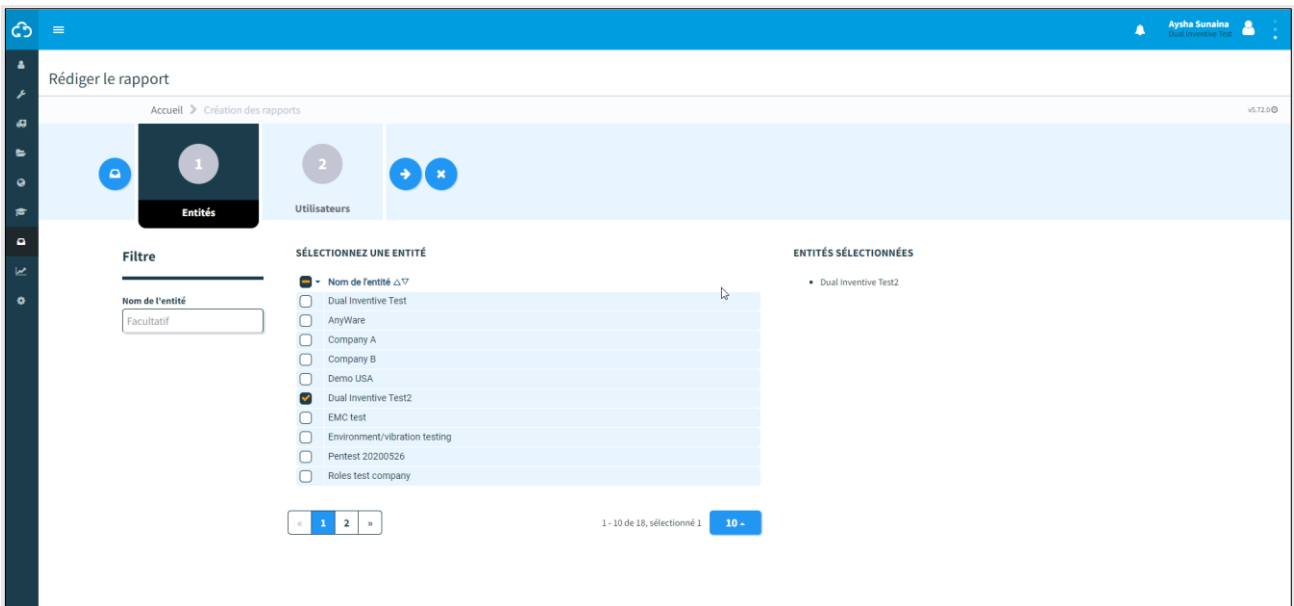 Aysha Sunaina
Dual Inventive Test
Rédiger le rapport
Accueil Création des rapports
v5.72.0
1
2
Entités
Utilisateurs
Filtre
SÉLECTIONNEZ UNE ENTITÉ
ENTITÉS SÉLECTIONNÉES
Nom de l'entité
Dual Inventive Test2
Nom de l'entité
Dual Inventive Test
Facultatif
AnyWare
Company A
Company B
Demo USA
Dual Inventive Test2
EMC test
Environment/vibration testing
Pentest 20200526
Roles test company
« 1 2 »
1 - 10 de 18, sélectionné 1
10